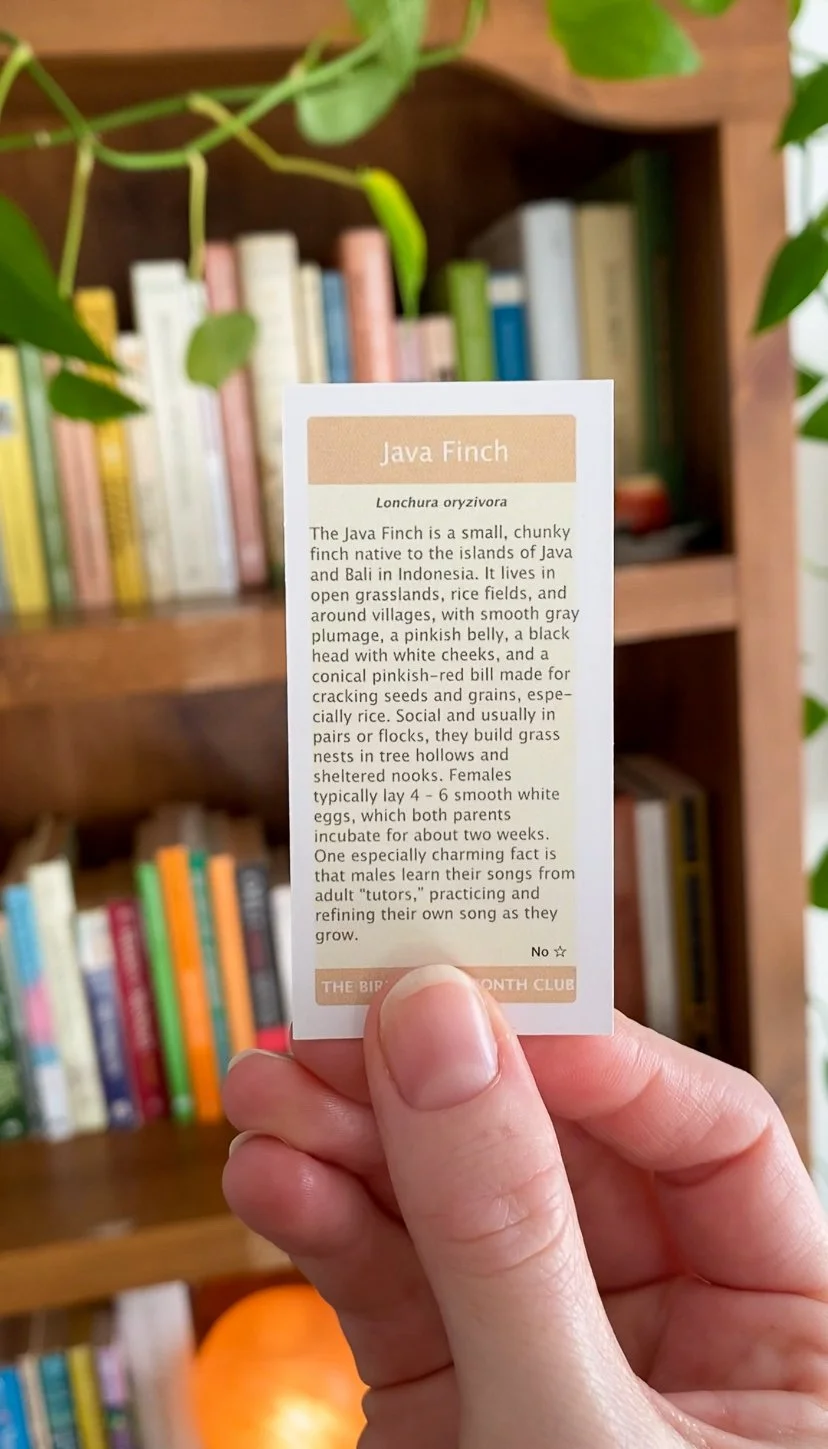 Java Finch
Lonchura oryzivora
The Java Finch is a small, chunky
finch native to the islands of Java
and Bali in Indonesia. It lives in
open grasslands, rice fields, and
around villages, with smooth gray
plumage, a pinkish belly, a black
head with white cheeks, and a
conical pinkish-red bill made for
cracking seeds and grains, espe-
cially rice. Social and usually in
pairs or flocks, they build grass
nests in tree hollows and
sheltered nooks. Females
typically lay 4 – 6 smooth white
eggs, which both parents
incubate for about two weeks.
One especially charming fact is
that males learn their songs from
adult “tutors,” practicing and
refining their own song as they
grow.
No ☆
THE CLUB